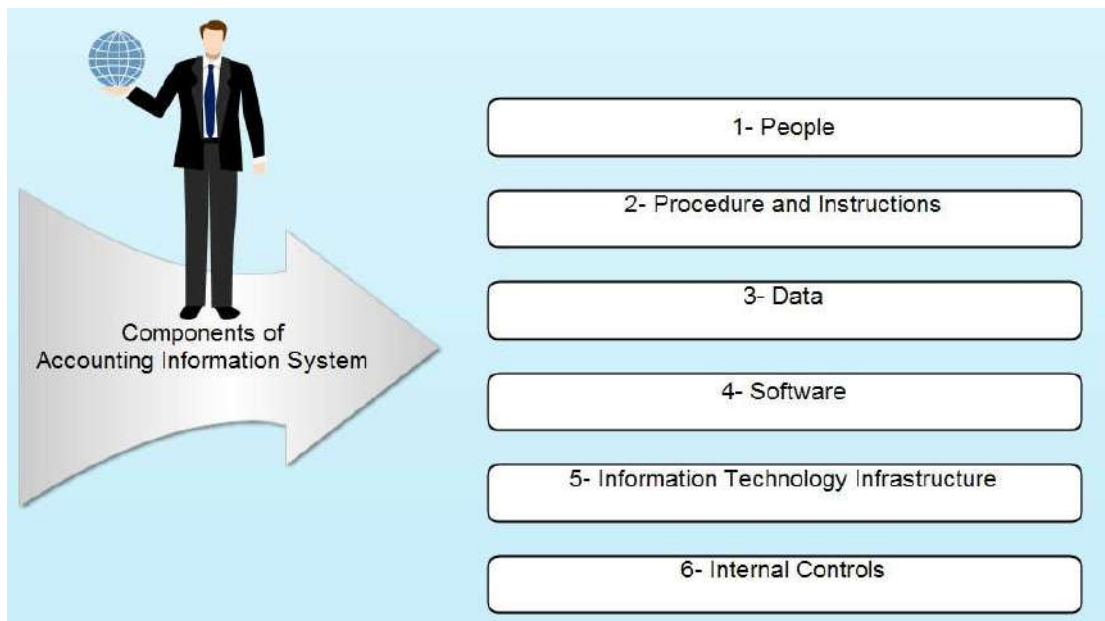 Components of
Accounting Information System
1- People
2- Procedure and Instructions
3- Data
4- Software
5- Information Technology Infrastructure
6- Internal Controls